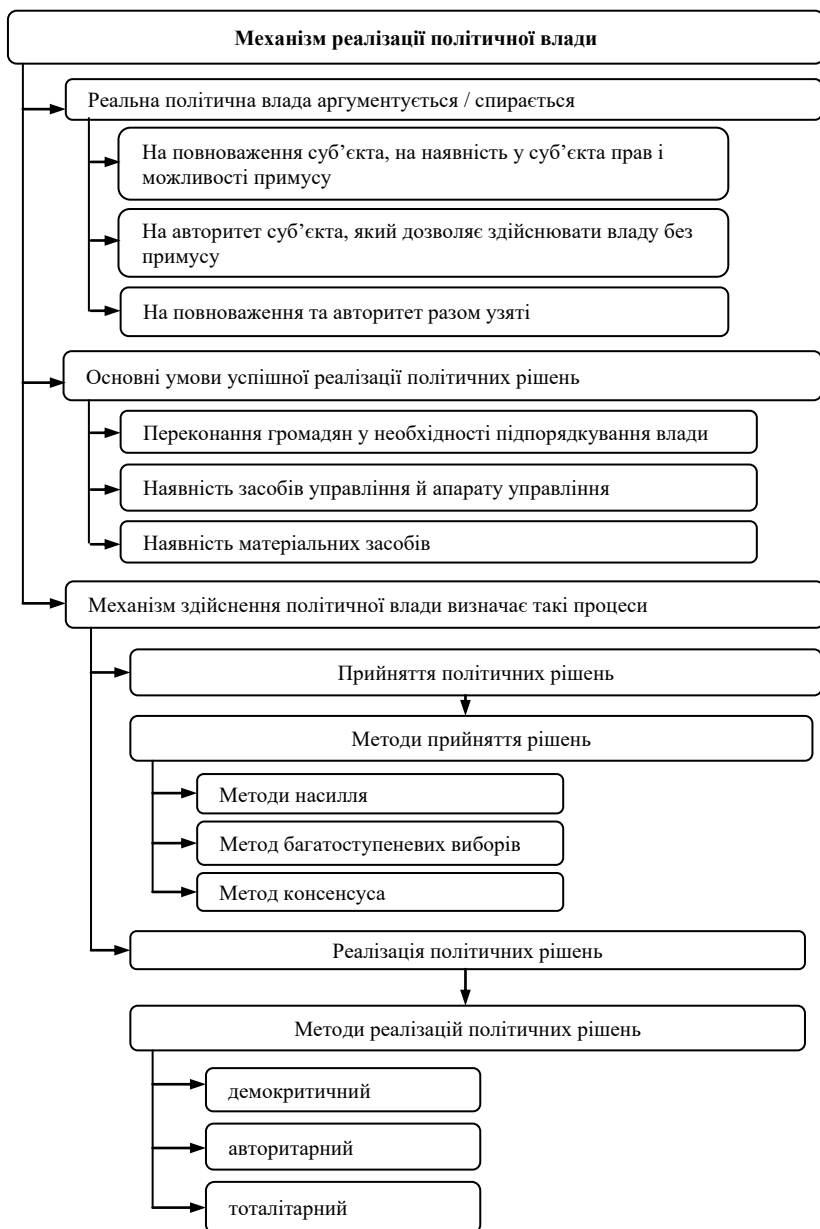 Механізм реалізації політичної влади
Реальна політична влада аргументується / спирається
На повноваження суб’єкта, на наявність у суб’єкта прав і
можливості примусу
На авторитет суб’єкта, який дозволяє здійснювати владу без
примусу
На повноваження та авторитет разом узяті
Основні умови успішної реалізації політичних рішень
Переконання громадян у необхідності підпорядкування влади
Наявність засобів управління й апарату управління
Наявність матеріальних засобів
Механізм здійснення політичної влади визначає такі процеси
Прийняття політичних рішень
Методи прийняття рішень
Методи насилля
Метод багатоступеневих виборів
Метод консенсуса
Реалізація політичних рішень
Методи реалізацій політичних рішень
демокритичний
авторитарний
тоталітарний